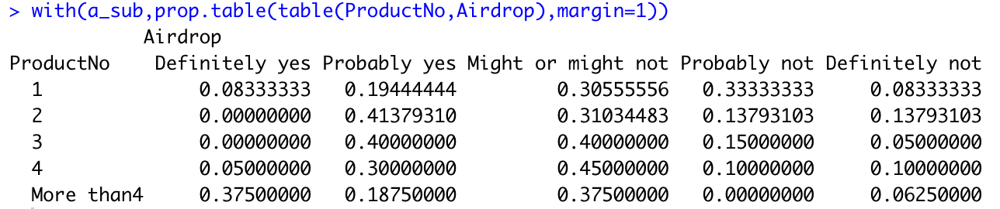 > with(a_sub,prop.table(table(ProductNo,Airdrop),margin=1))
Airdrop
ProductNo Definitely yes Probably yes Might or might not Probably not Definitely not
1 0.08333333 0.19444444 0.30555556 0.33333333 0.08333333
2 0.00000000 0.41379310 0.31034483 0.13793103 0.13793103
3 0.00000000 0.40000000 0.40000000 0.15000000 0.05000000
4 0.05000000 0.30000000 0.45000000 0.10000000 0.10000000
More than4 0.37500000 0.18750000 0.37500000 0.00000000 0.06250000